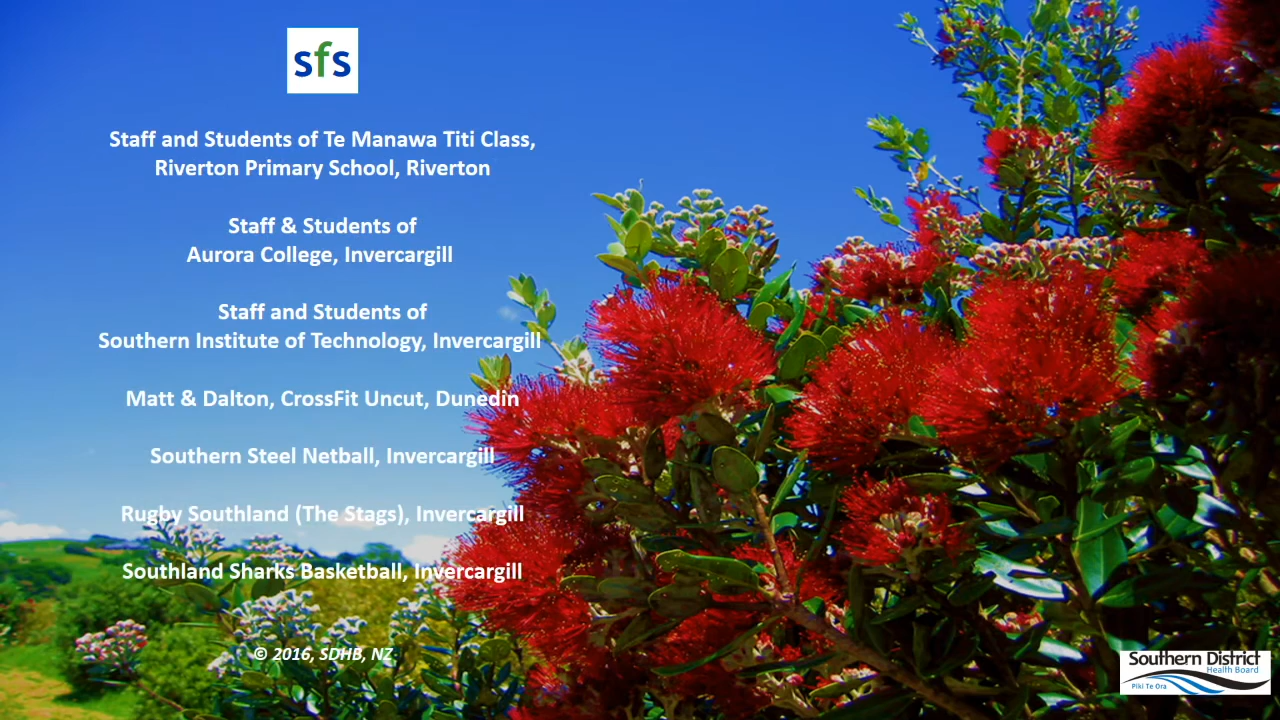 sfs
Staff and Students of Te Manawa Titi Class,
Riverton Primary School, Riverton
Staff & Students of
Aurora College, Invercargill
Staff and Students of
Southern Institute of Technology, Invercargill
Matt & Dalton, CrossFit Uncut, Dunedin
Southern Steel Netball, Invercargill
Rugby Southland (The Stags), Invercargill
Southland Sharks Basketball, Invercargill
© 2016, SDHB, NZ
Southern District
Health Board
Piki Te Ora